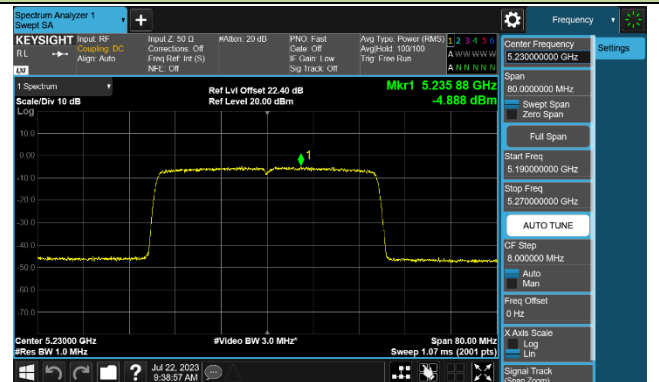 Spectrum Analyzer 1
Swept SA
+
Frequency
KEYSIGHT
Input: RF
Input Z: 50 Ω
#Atten: 20 dB
PNO: Fast
Avg Type: Power (RMS)
1 2 3 4 5 6
RL
Coupling: DC
Corrections: Off
Gate: Off
Avg|Hold: 100/100
A W W W W W
Align: Auto
Freq Ref: Int (S)
IF Gain: Low
Trig: Free Run
NFE: Off
Sig Track: Off
A N N N N N
LXI
Center Frequency
5.230000000 GHz
Settings
Span
80.0000000 MHz
Swept Span
Zero Span
Full Span
Start Freq
5.190000000 GHz
Stop Freq
5.270000000 GHz
AUTO TUNE
CF Step
8.000000 MHz
Auto
Man
Freq Offset
0 Hz
X Axis Scale
Log
Lin
Signal Track
(Span Zoom)
1 Spectrum
Ref Lvl Offset 22.40 dB
Mkr1 5.235 88 GHz
Scale/Div 10 dB
Ref Level 20.00 dBm
-4.888 dBm
Log
10.0
0.00
1
-10.0
-20.0
-30.0
-40.0
-50.0
-60.0
-70.0
Center 5.23000 GHz
#Video BW 3.0 MHz*
Span 80.00 MHz
#Res BW 1.0 MHz
Sweep 1.07 ms (2001 pts)
?
Jul 22, 2023
9:38:57 AM